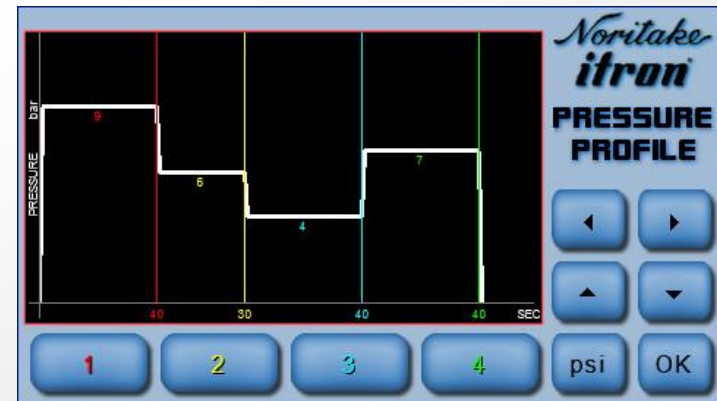 Noritake
itron
PRESSURE
PROFILE
bar
PRESSURE
9
6
4
7
40
30
40
40
SEC
1
2
3
4
psi
OK